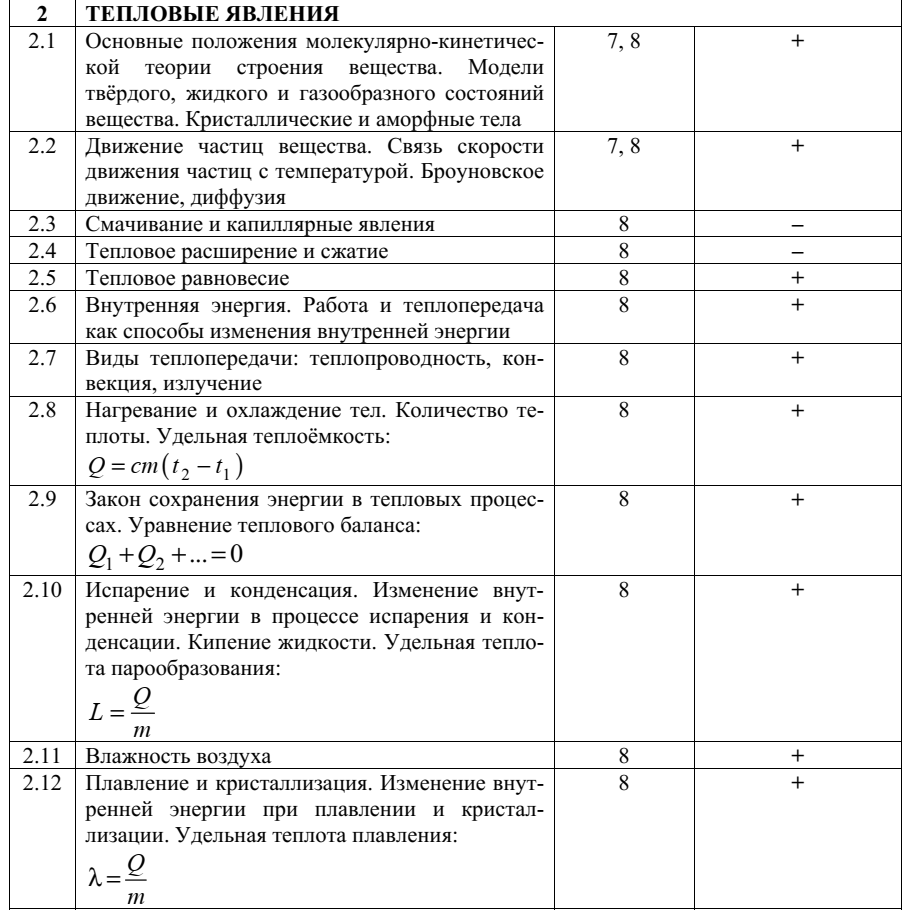 2 ТЕПЛОВЫЕ ЯВЛЕНИЯ
2.1 Основные положения молекулярно-кинетичес- 7, 8 +
кой теории строения вещества. Модели
твёрдого, жидкого и газообразного состояний
вещества. Кристаллические и аморфные тела
2.2 Движение частиц вещества. Связь скорости 7, 8 +
движения частиц с температурой. Броуновское
движение, диффузия
2.3 Смачивание и капиллярные явления 8 –
2.4 Тепловое расширение и сжатие 8 –
2.5 Тепловое равновесие 8 +
2.6 Внутренняя энергия. Работа и теплопередача 8 +
как способы изменения внутренней энергии
2.7 Виды теплопередачи: теплопроводность, кон- 8 +
векция, излучение
2.8 Нагревание и охлаждение тел. Количество те- 8 +
плоты. Удельная теплоёмкость:
Q = cm(t₂ – t₁)
2.9 Закон сохранения энергии в тепловых процес- 8 +
сах. Уравнение теплового баланса:
Q₁ + Q₂ + ... = 0
2.10 Испарение и конденсация. Изменение внут- 8 +
ренней энергии в процессе испарения и кон-
денсации. Кипение жидкости. Удельная тепло-
та парообразования:
L = Q/m
2.11 Влажность воздуха 8 +
2.12 Плавление и кристаллизация. Изменение внут- 8 +
ренней энергии при плавлении и кристал-
лизации. Удельная теплота плавления:
λ = Q/m